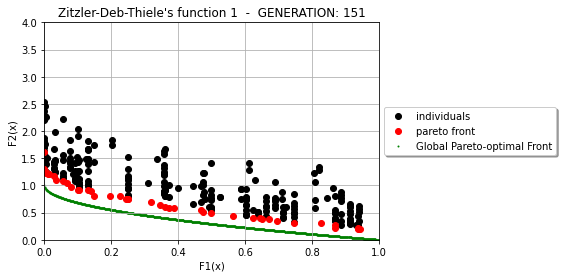 Zitzler-Deb-Thiele's function 1 - GENERATION: 151
4.0
3.5
3.0
2.5
2.0
1.5
1.0
0.5
0.0
F2(x)
0.0 0.2 0.4 0.6 0.8 1.0
F1(x)
individuals
pareto front
Global Pareto-optimal Front